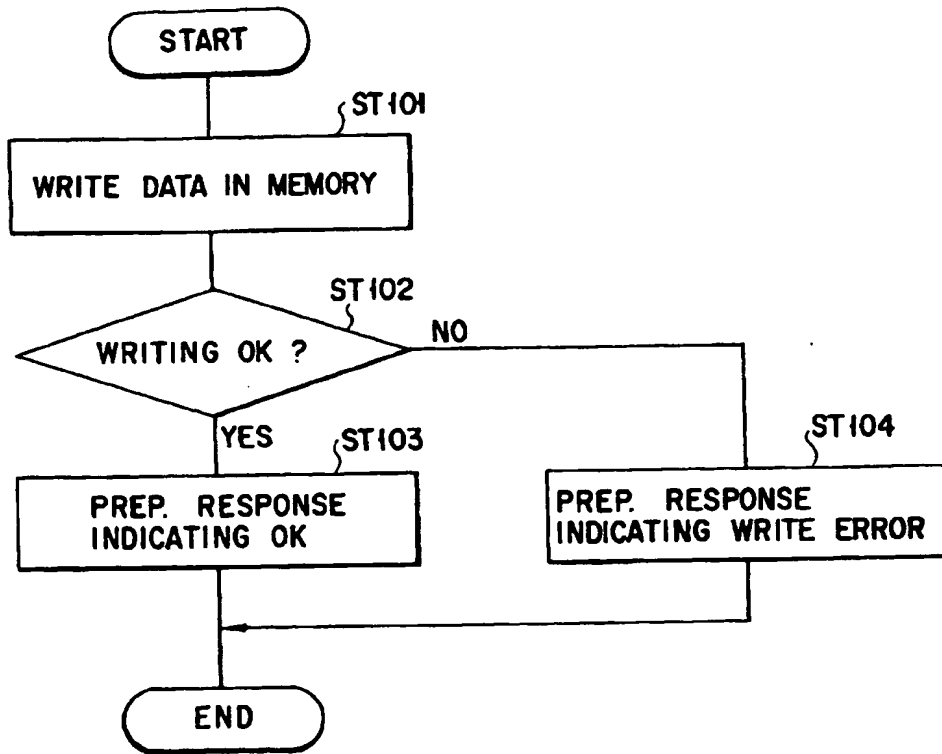 START
ST101
WRITE DATA IN MEMORY
ST102
WRITING OK ?
NO
YES
ST103
ST104
PREP. RESPONSE
INDICATING OK
PREP. RESPONSE
INDICATING WRITE ERROR
END